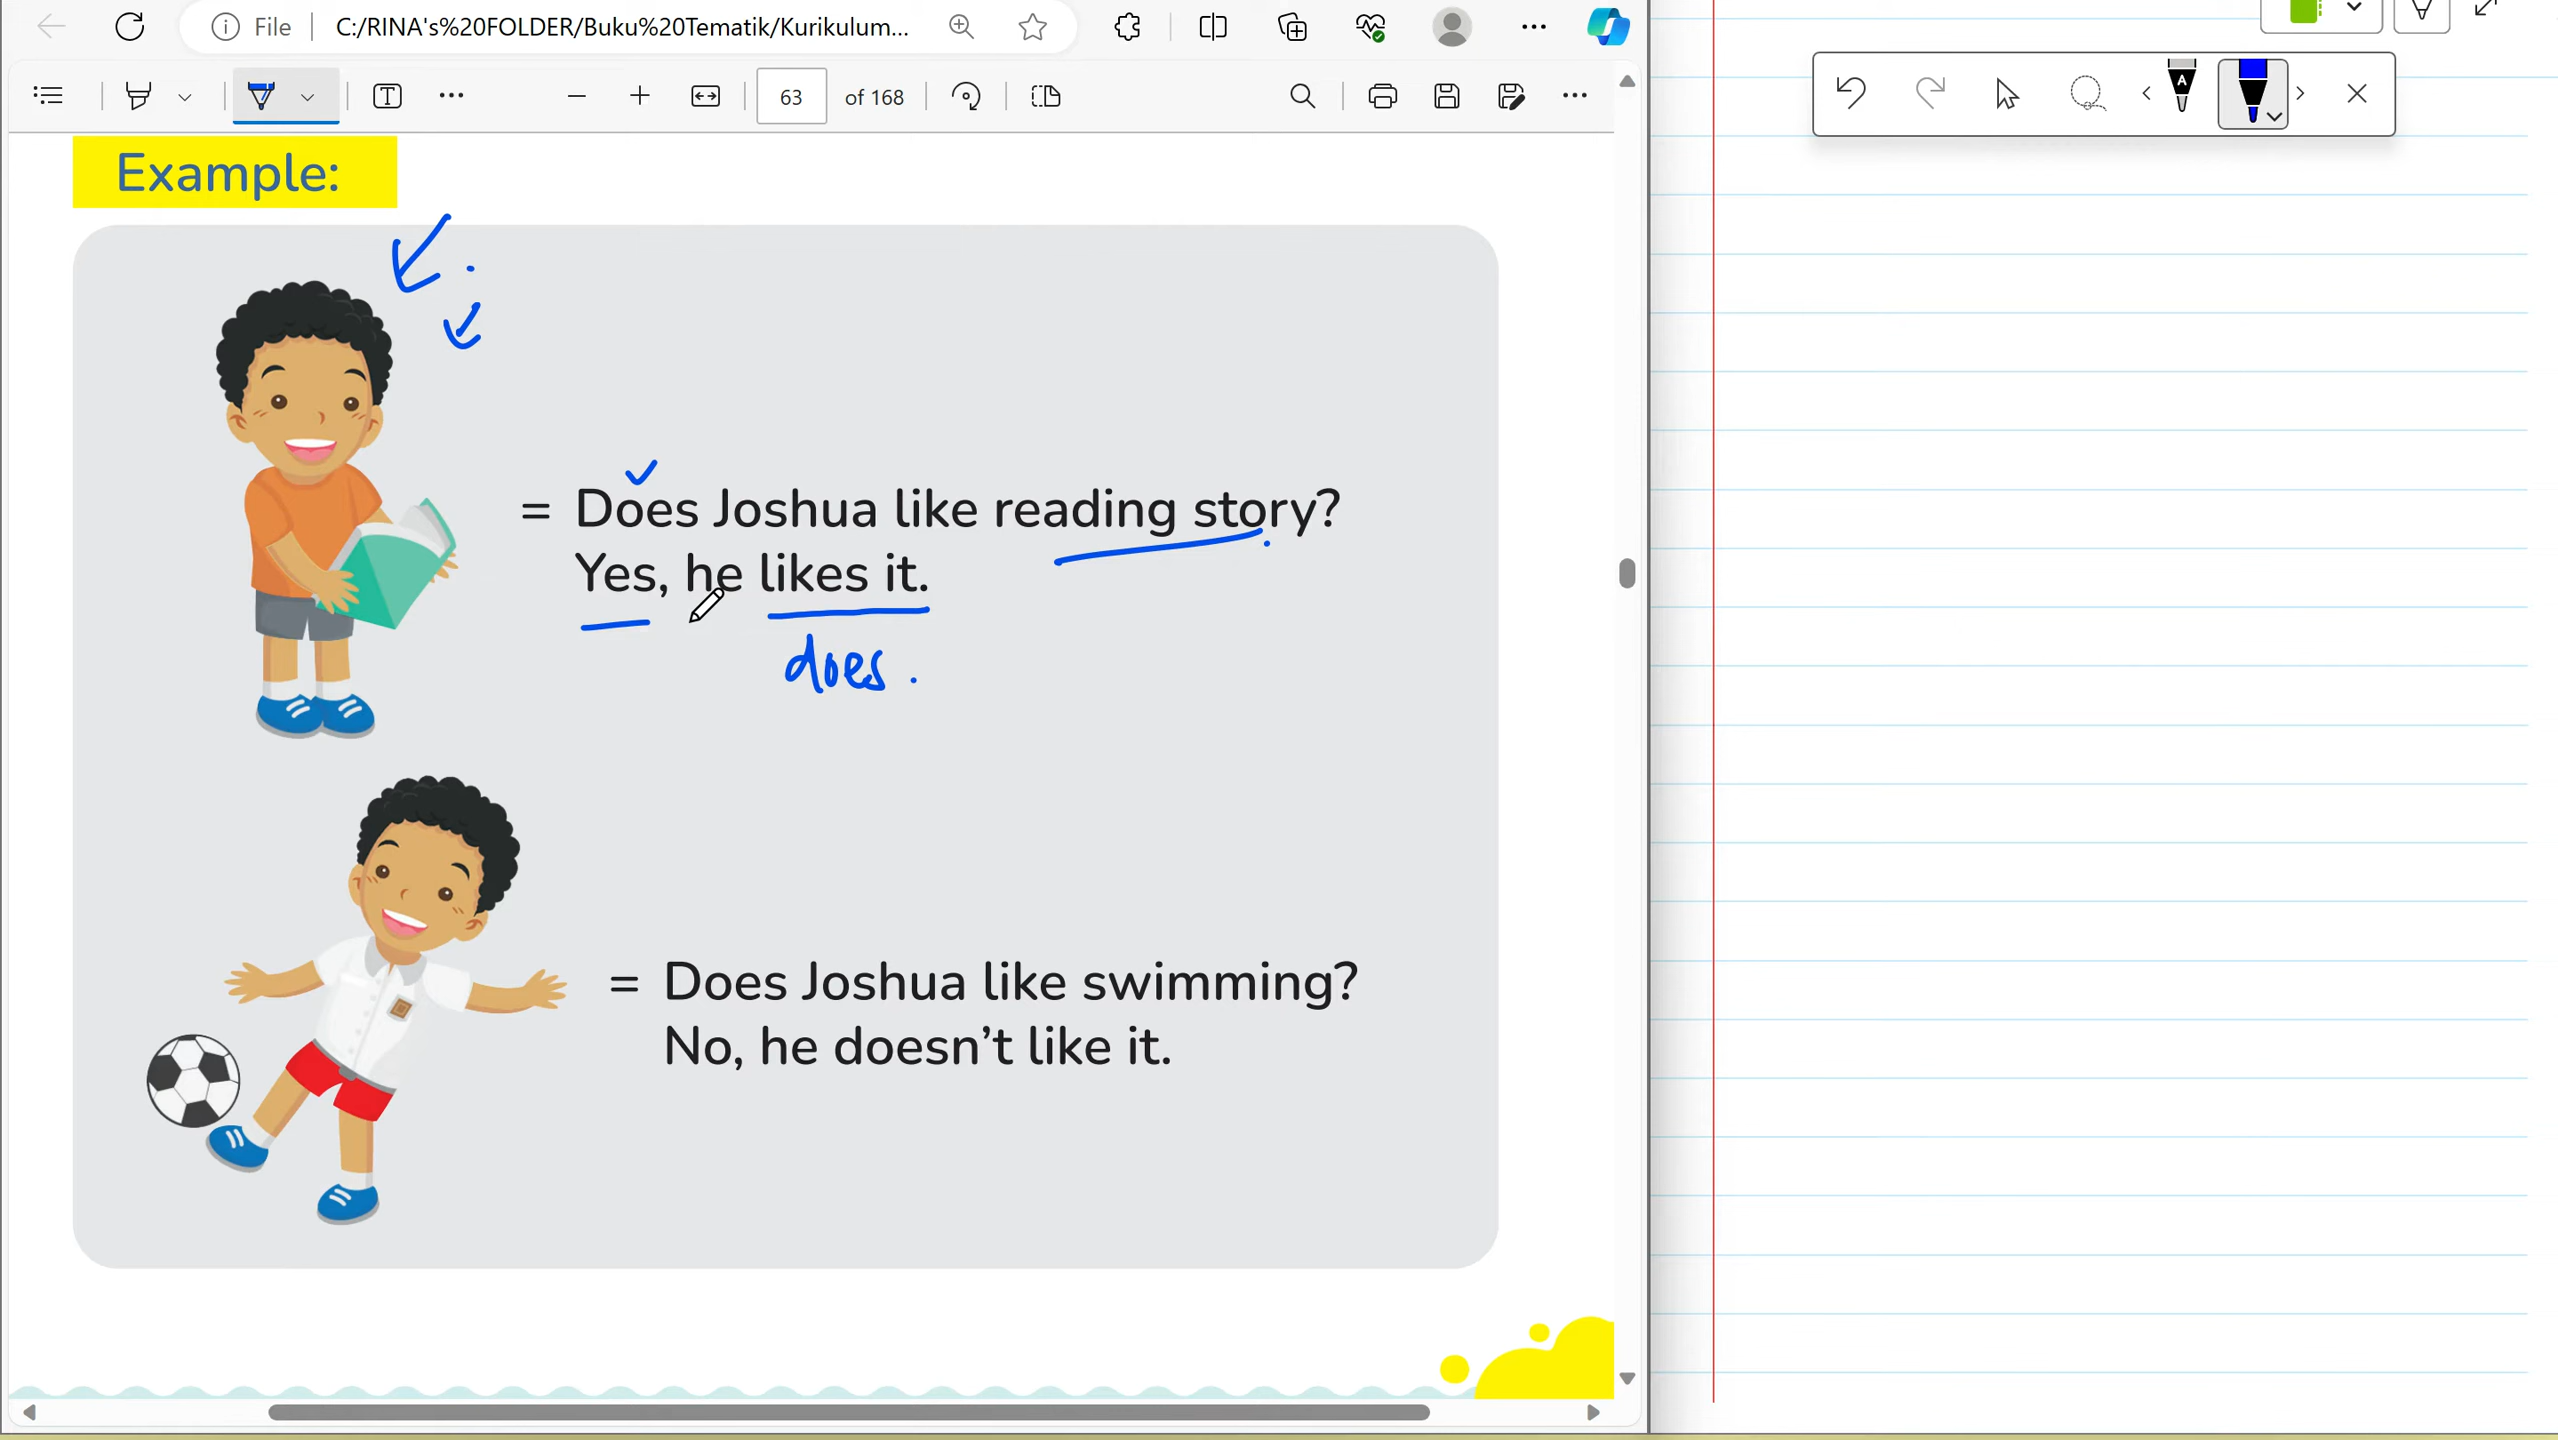 File
C:/RINA's%20FOLDER/Buku%20Tematik/Kurikulum...
63 of 168
Example:
= Does Joshua like reading story?
Yes, he likes it.
does.
= Does Joshua like swimming?
No, he doesn't like it.